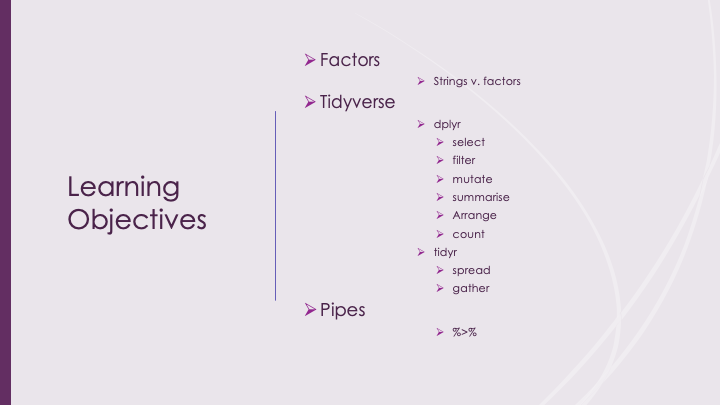 Learning
Objectives
Factors
Strings v. factors
Tidyverse
dplyr
select
filter
mutate
summarise
Arrange
count
tidyr
spread
gather
Pipes
%>%